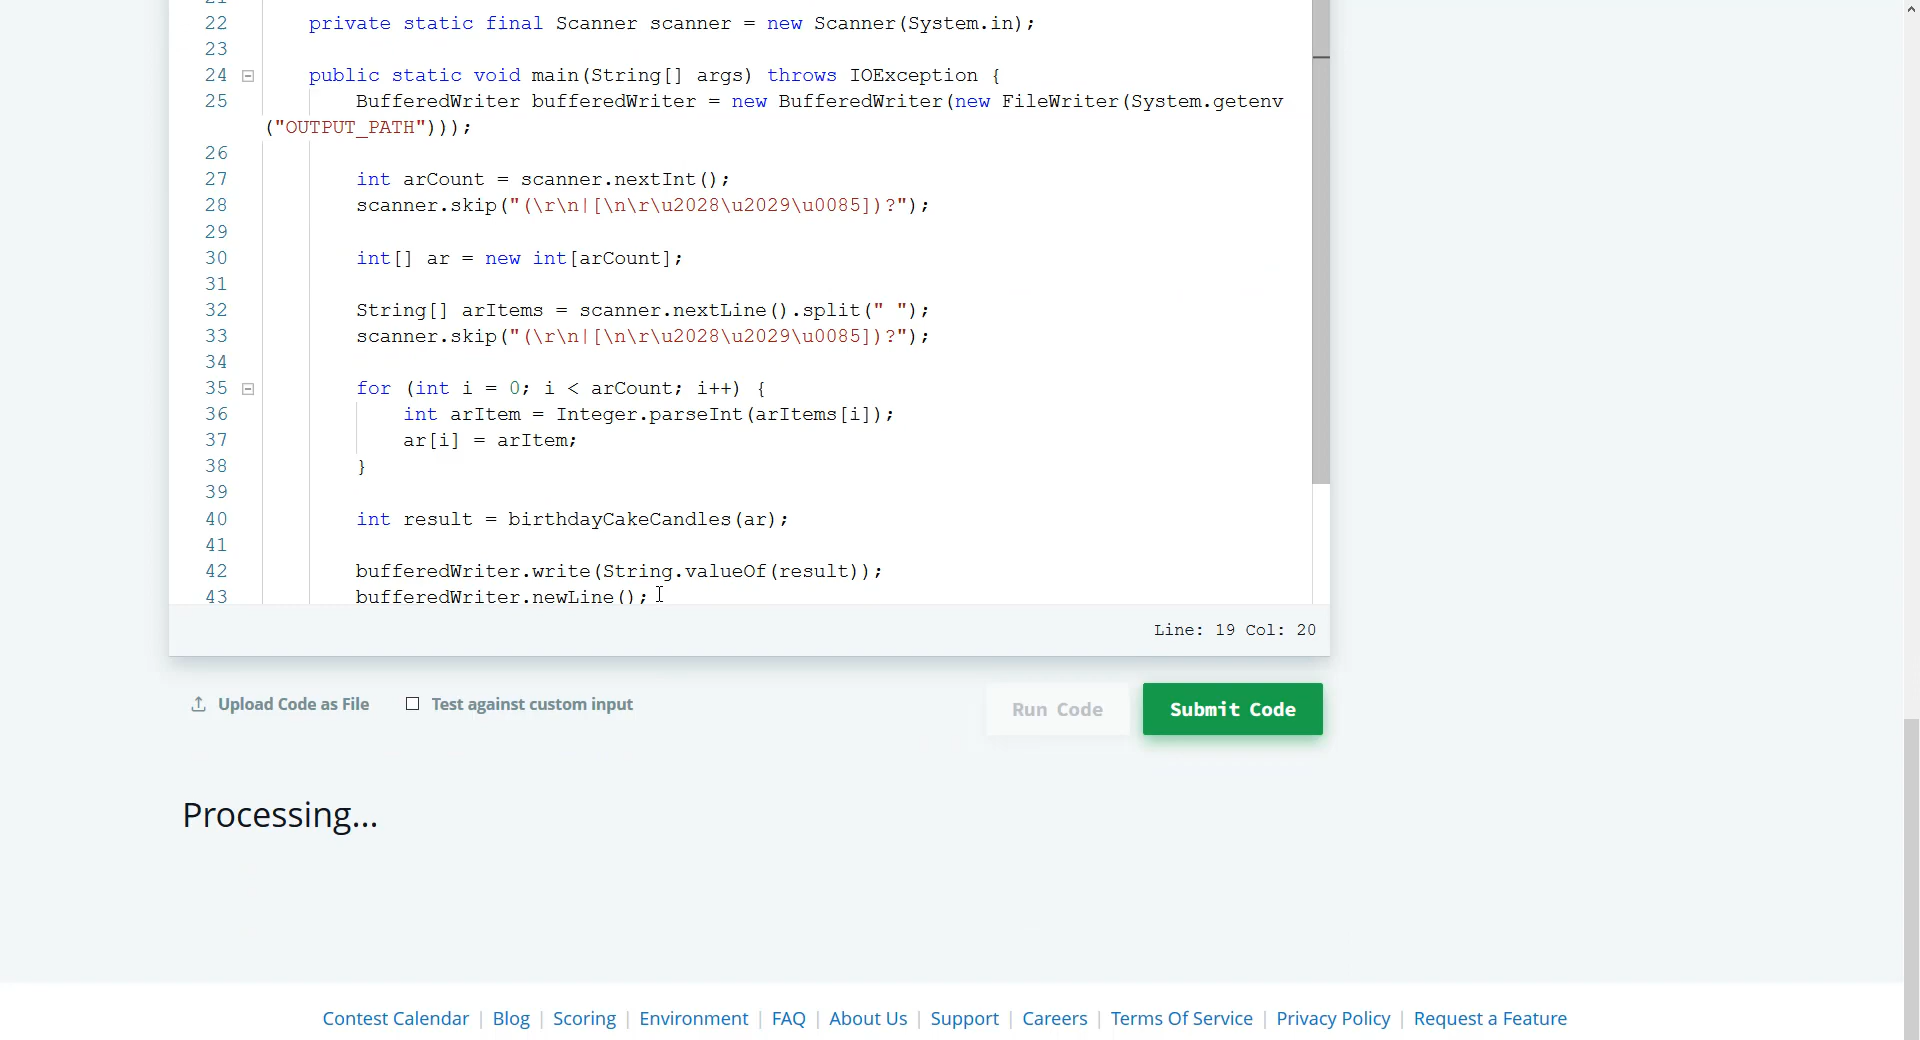 21
22 private static final Scanner scanner = new Scanner(System.in);
23
24 public static void main(String[] args) throws IOException {
25 BufferedWriter bufferedWriter = new BufferedWriter(new FileWriter(System.getenv
("OUTPUT_PATH")));
26
27 int arCount = scanner.nextInt();
28 scanner.skip("(\r\n|[\n\r\u2028\u2029\u0085])?");
29
30 int[] ar = new int[arCount];
31
32 String[] arItems = scanner.nextLine().split(" ");
33 scanner.skip("(\r\n|[\n\r\u2028\u2029\u0085])?");
34
35 for (int i = 0; i < arCount; i++) {
36 int arItem = Integer.parseInt(arItems[i]);
37 ar[i] = arItem;
38 }
39
40 int result = birthdayCakeCandles(ar);
41
42 bufferedWriter.write(String.valueOf(result));
43 bufferedWriter.newLine();
Line: 19 Col: 20
Upload Code as File Test against custom input Run Code Submit Code
Processing...
Contest Calendar | Blog | Scoring | Environment | FAQ | About Us | Support | Careers | Terms Of Service | Privacy Policy | Request a Feature